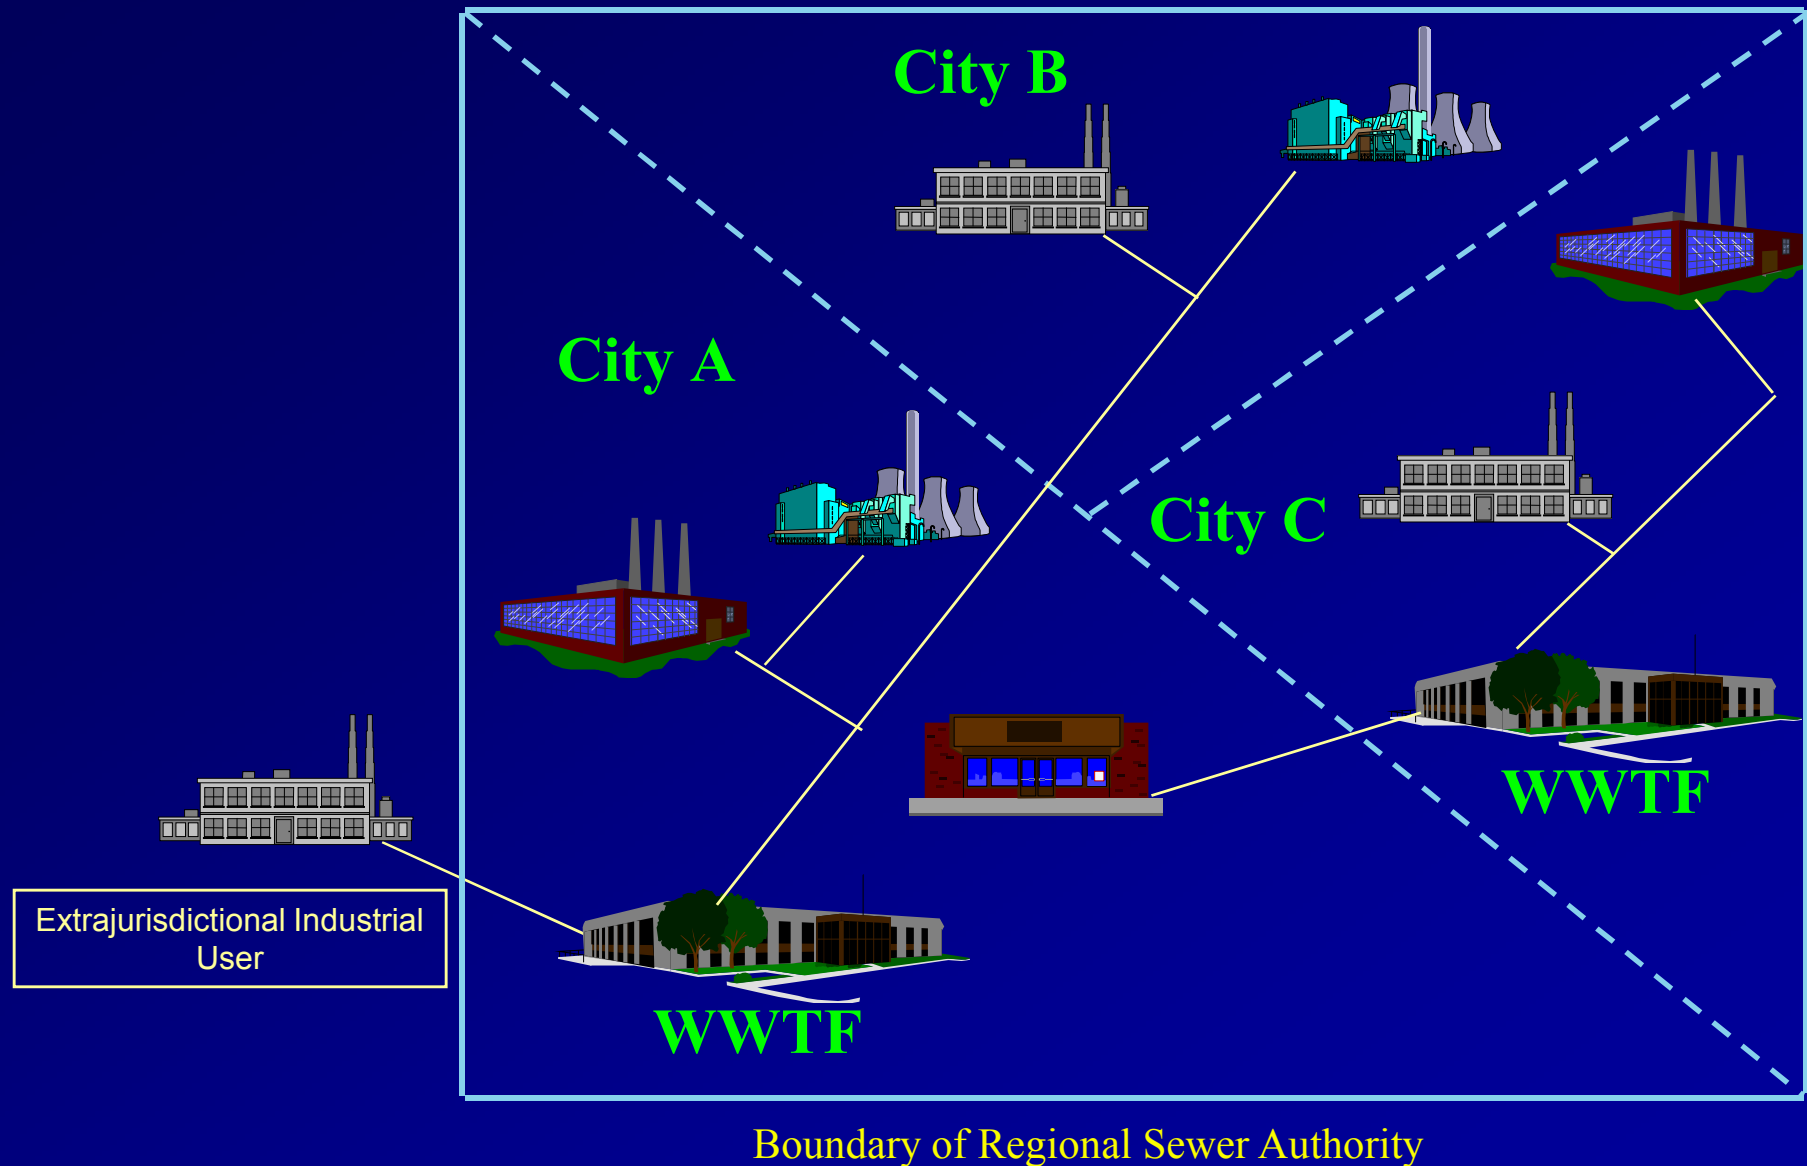 City B
City A
City C
WWTF
Extrajurisdictional Industrial
User
WWTF
Boundary of Regional Sewer Authority